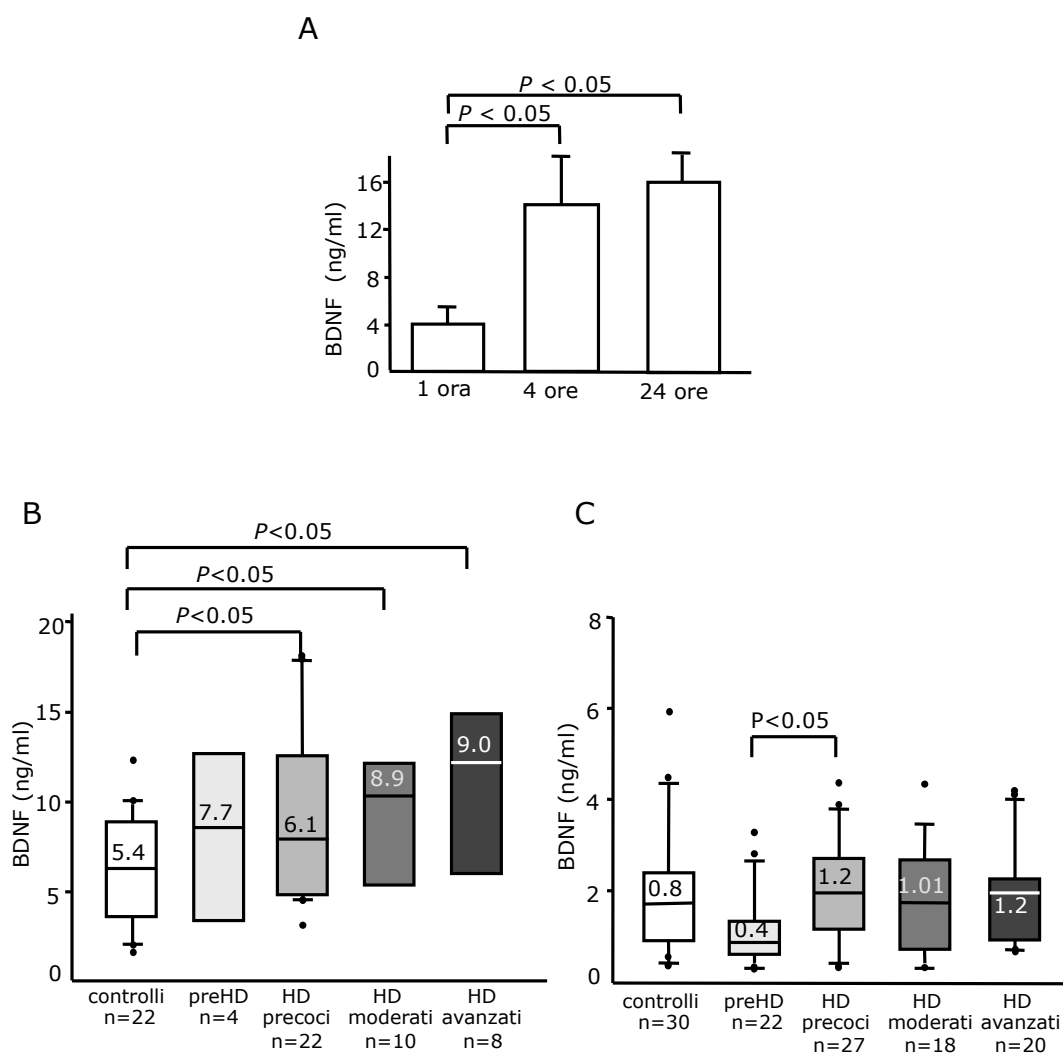 A
P < 0.05
P < 0.05
BDNF (ng/ml)
16
12
8
4
0
1 ora
4 ore
24 ore
B
P<0.05
P<0.05
P<0.05
BDNF (ng/ml)
20
15
10
5
0
5.4
7.7
6.1
8.9
9.0
controlli
n=22
preHD
n=4
HD
precoci
n=22
HD
moderati
n=10
HD
avanzati
n=8
C
P<0.05
BDNF (ng/ml)
8
6
4
2
0
0.8
0.4
1.2
1.01
1.2
controlli
n=30
preHD
n=22
HD
precoci
n=27
HD
moderati
n=18
HD
avanzati
n=20